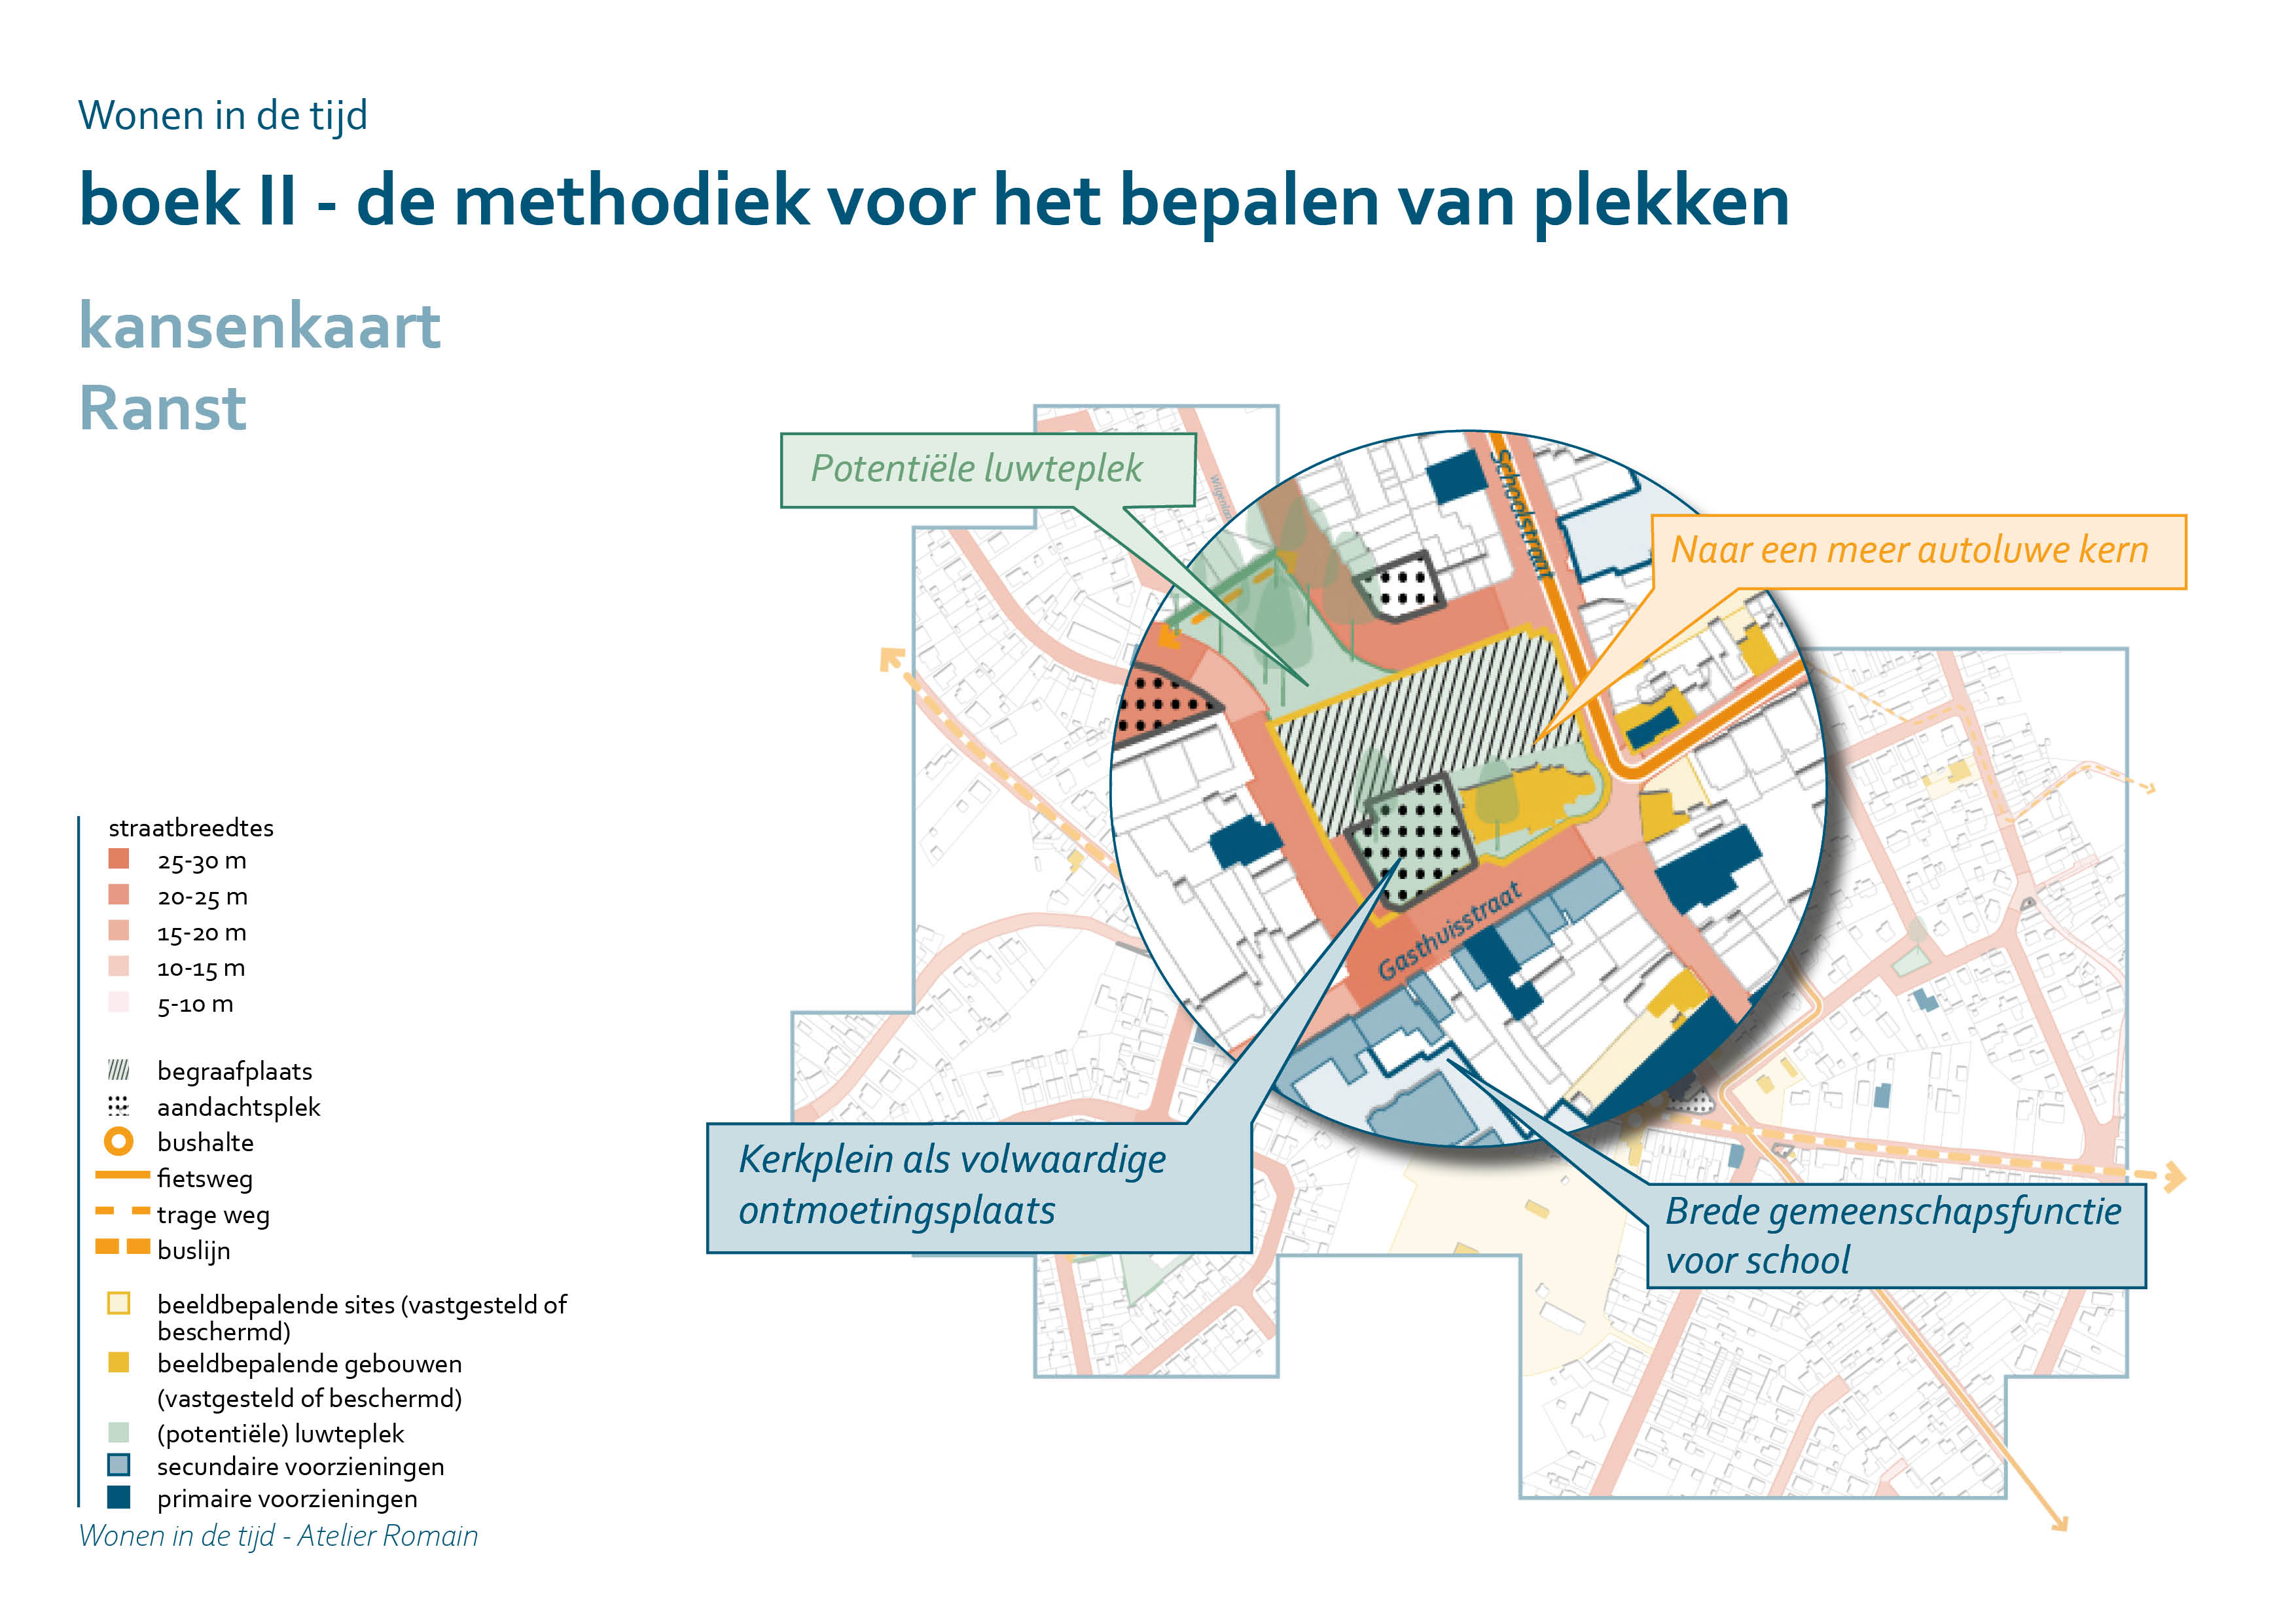 Wonen in de tijd
boek II - de methodiek voor het bepalen van plekken
kansenkaart
Ranst
Potentiële luwteplek
Schoolstraat
Naar een meer autoluwe kern
Gasthuisstraat
Kerkplein als volwaardige
ontmoetingsplaats
Brede gemeenschapsfunctie
voor school
straatbreedtes
25-30 m
20-25 m
15-20 m
10-15 m
5-10 m
begraafplaats
aandachtsplek
bushalte
fietsweg
trage weg
buslijn
beeldbepalende sites (vastgesteld of
beschermd)
beeldbepalende gebouwen
(vastgesteld of beschermd)
(potentiële) luwteplek
secundaire voorzieningen
primaire voorzieningen
Wonen in de tijd - Atelier Romain